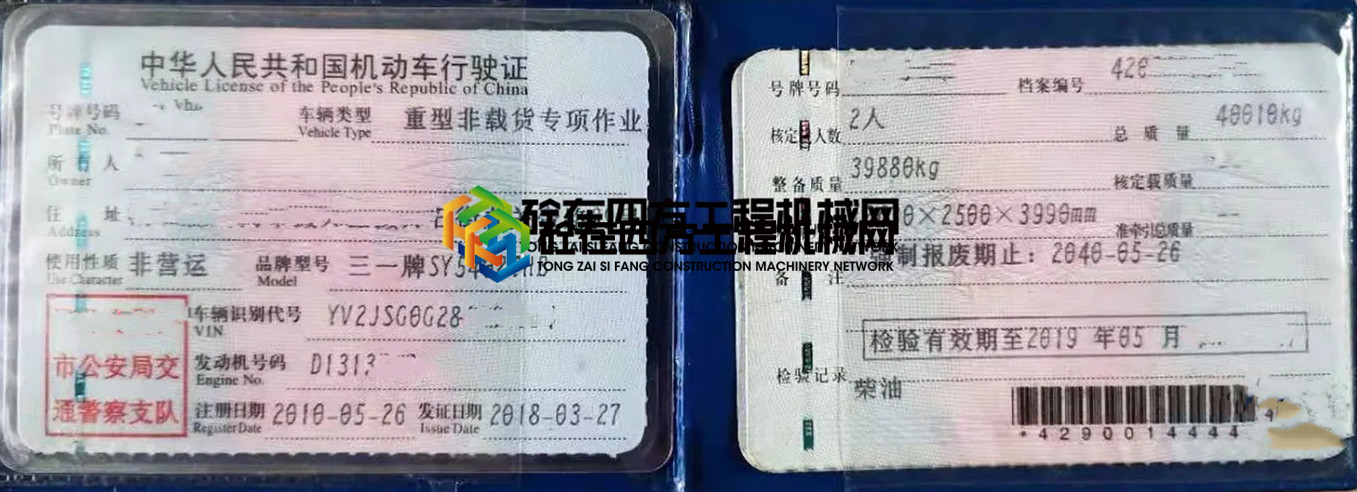 中华人民共和国机动车行驶证
Vehicle License of the People's Republic of China
号牌号码
Plate No.
车辆类型 重型非载货专项作业
Vehicle Type
所有人
Owner
住址
Address
使用性质 非营运
Use Character
品牌型号 三一牌SY54
Model
车辆识别代号 YV2JSG0G28
VIN
市公安局交
通警察支队
发动机号码 D1313
Engine No.
注册日期 2010-05-26 发证日期 2018-03-27
Register Date Issue Date
号牌号码 档案编号 420
核定人数 2人 总质量 40010kg
整备质量 39880kg 核定载质量
×2500×3990mm 准牵引总质量
强制报废期止：2040-05-26
备注
检验有效期至2019 年05 月
检验记录
柴油
*4290014444
砼在四方工程机械网
TONG ZAI SI FANG CONSTRUCTION MACHINERY NETWORK